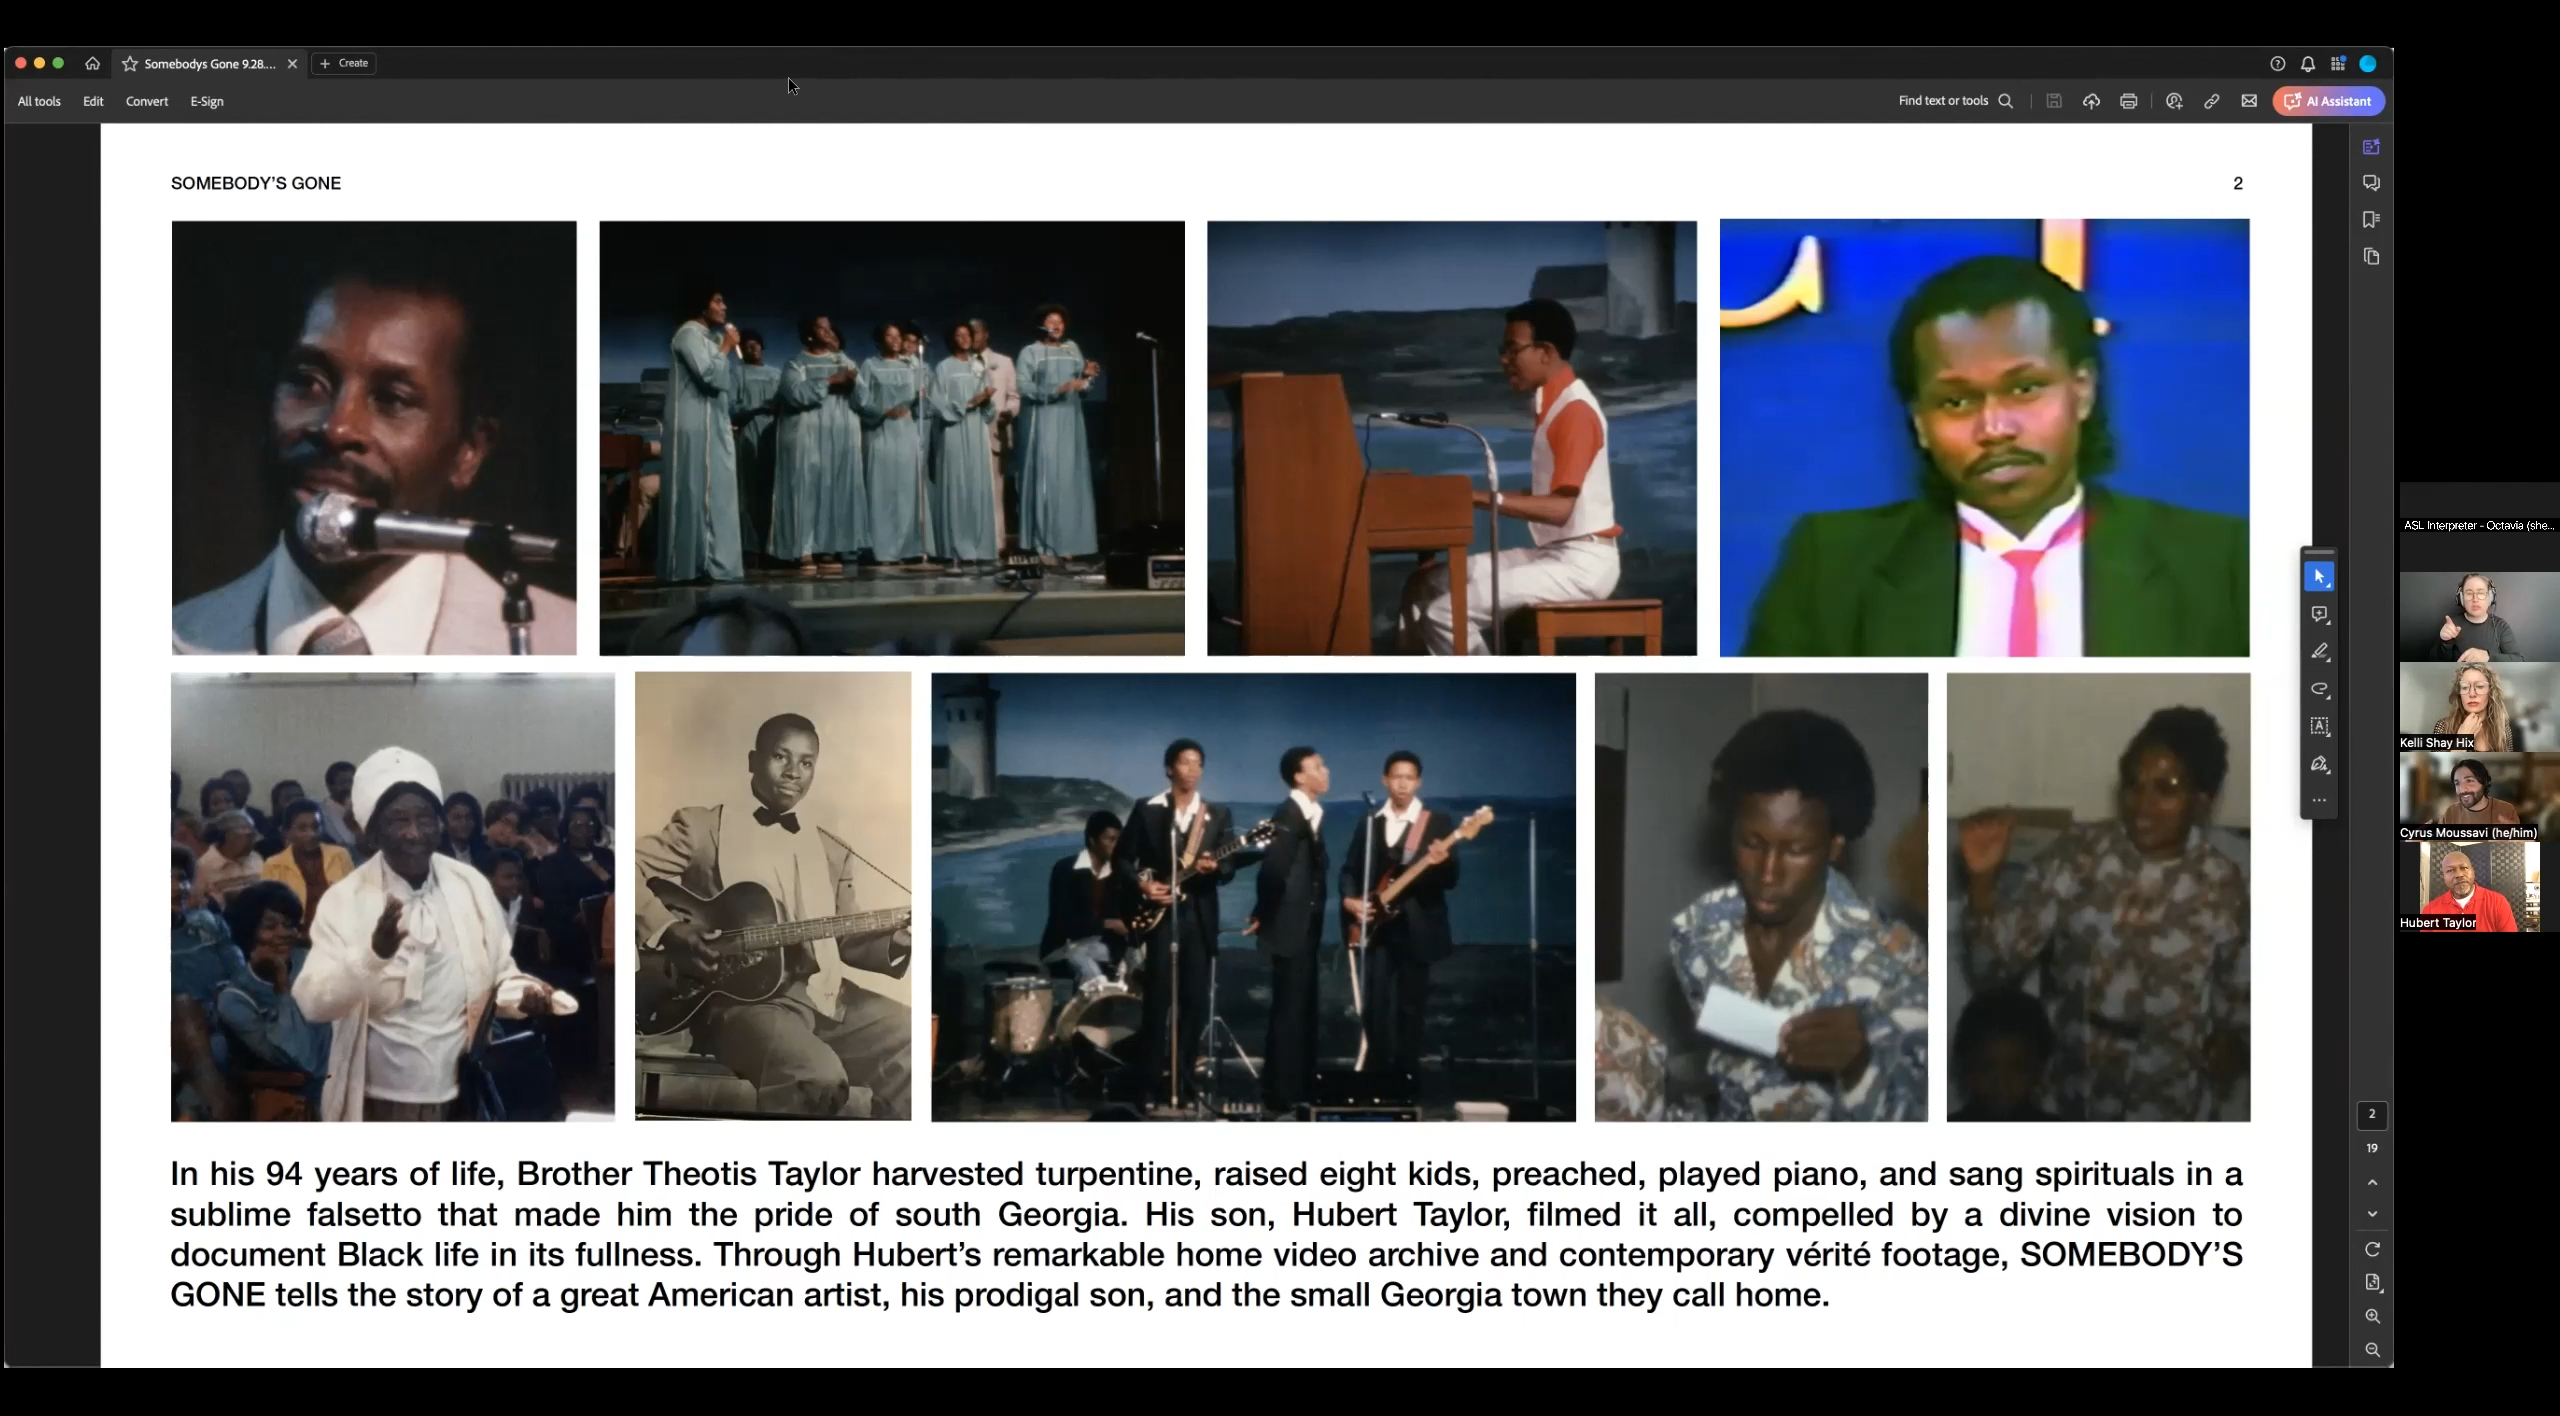 Somebodys Gone 9.28....
Create
All tools
Edit
Convert
E-Sign
Find text or tools
AI Assistant
SOMEBODY'S GONE
2
In his 94 years of life, Brother Theotis Taylor harvested turpentine, raised eight kids, preached, played piano, and sang spirituals in a
sublime falsetto that made him the pride of south Georgia. His son, Hubert Taylor, filmed it all, compelled by a divine vision to
document Black life in its fullness. Through Hubert's remarkable home video archive and contemporary vérité footage, SOMEBODY'S
GONE tells the story of a great American artist, his prodigal son, and the small Georgia town they call home.
2
19
ASL Interpreter - Octavia (she...
Kelli Shay Hix
Cyrus Moussavi (he/him)
Hubert Taylor